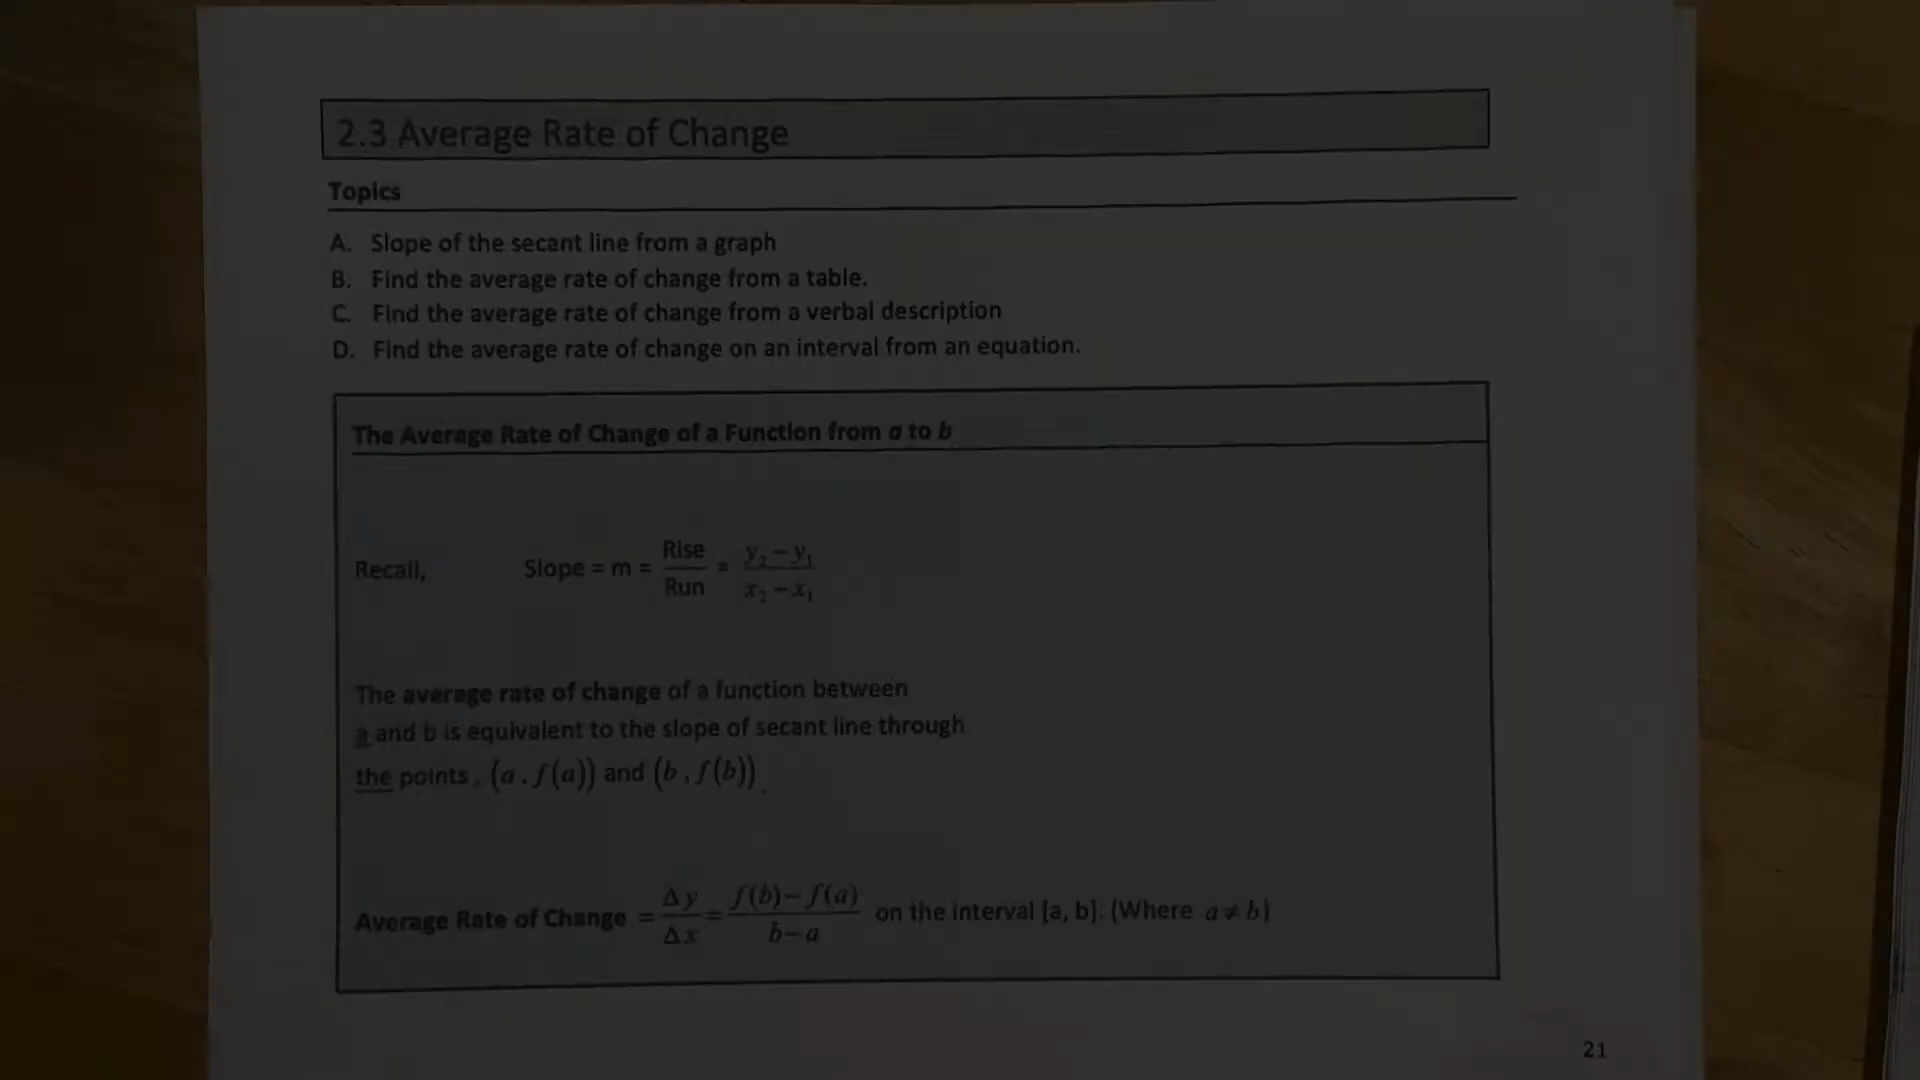 2.3 Average Rate of Change
Topics
A. Slope of the secant line from a graph
B. Find the average rate of change from a table.
C. Find the average rate of change from a verbal description
D. Find the average rate of change on an interval from an equation.
The Average Rate of Change of a Function from a to b
Recall, Slope = m = Rise/Run = (y₂ − y₁)/(x₂ − x₁)
The average rate of change of a function between
a and b is equivalent to the slope of secant line through
the points, (a, f(a)) and (b, f(b)).
Average Rate of Change = Δy/Δx = (f(b) − f(a))/(b − a) on the interval [a, b]. (Where a ≠ b)
21